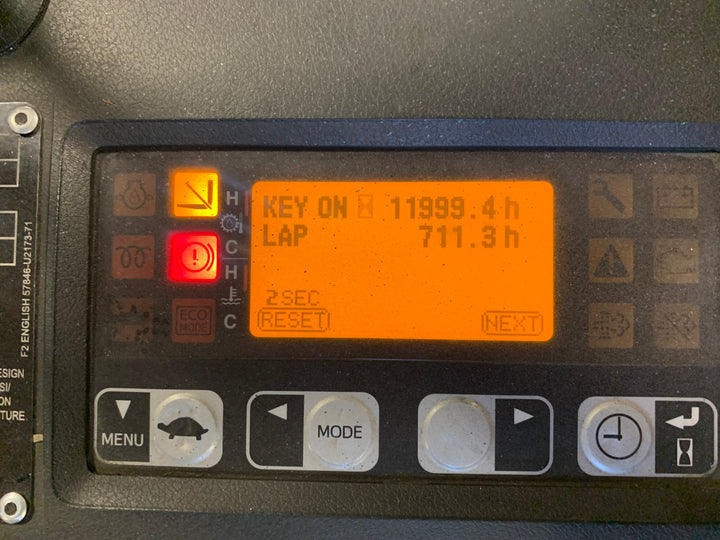 F2 ENGLISH 57846-U2173-71
ESIGN
SI/
ON
TURE
H
C
H
C
ECO
MODE
KEY ON 11999.4 h
LAP 711.3 h
2 SEC
RESET NEXT
MENU
MODE